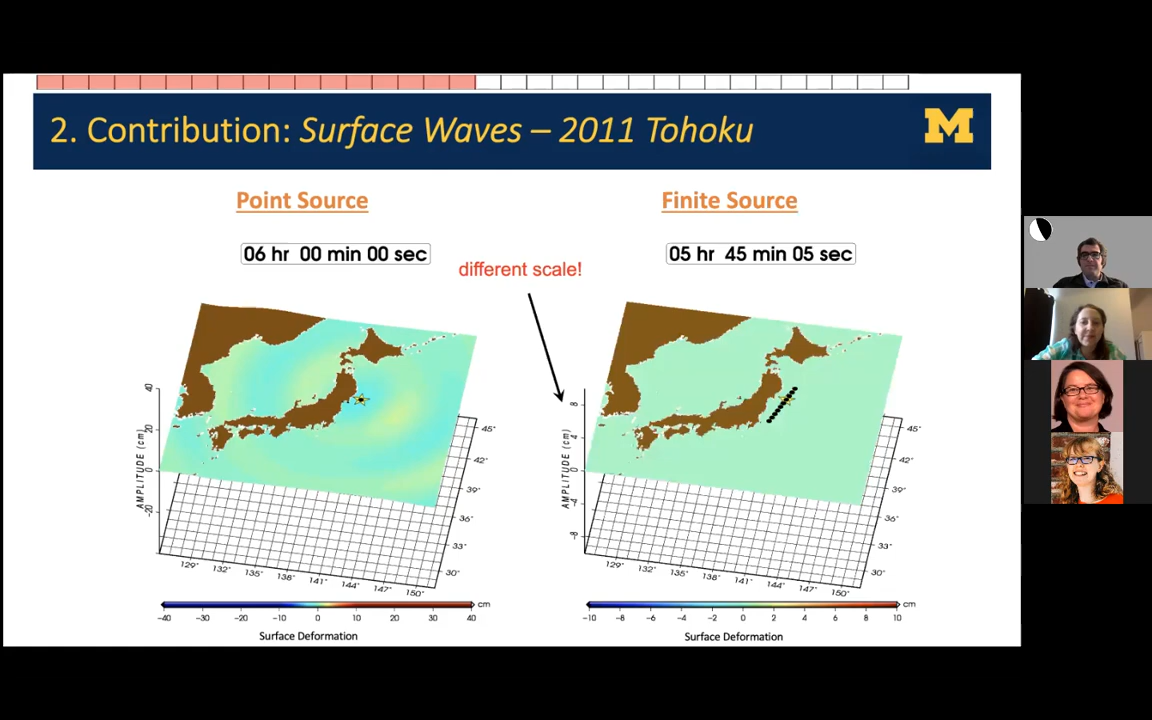 2. Contribution: Surface Waves – 2011 Tohoku
M
Point Source
Finite Source
06 hr 00 min 00 sec
different scale!
05 hr 45 min 05 sec
AMPLITUDE (cm)
40
20
0
-20
45°
42°
39°
36°
33°
30°
129° 132° 135° 138° 141° 144° 147° 150°
-40 -30 -20 -10 0 10 20 30 40 cm
Surface Deformation
AMPLITUDE (cm)
8
4
0
-4
-8
45°
42°
39°
36°
33°
30°
129° 132° 135° 138° 141° 144° 147° 150°
-10 -8 -6 -4 -2 0 2 4 6 8 10 cm
Surface Deformation